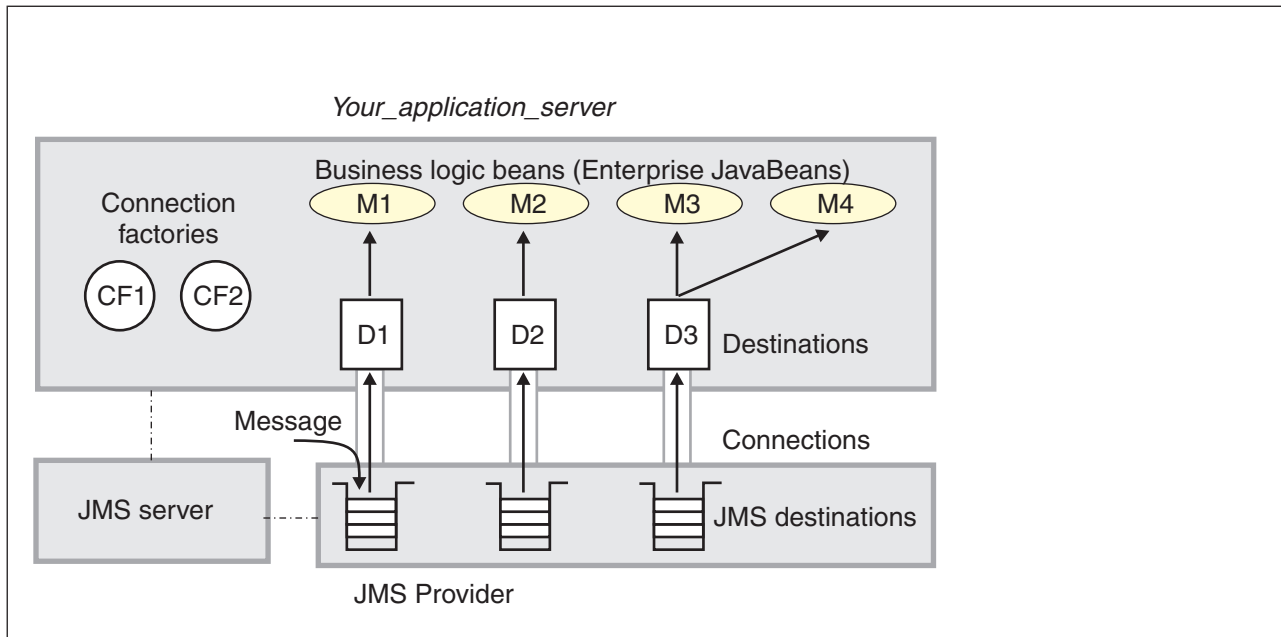 Your_application_server
Business logic beans (Enterprise JavaBeans)
Connection
factories
M1
M2
M3
M4
CF1
CF2
D1
D2
D3
Destinations
Message
Connections
JMS server
JMS destinations
JMS Provider